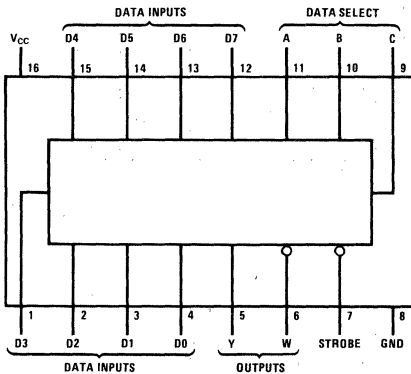 DATA INPUTS DATA SELECT
VCC D4 D5 D6 D7 A B C
16 15 14 13 12 11 10 9
1 2 3 4 5 6 7 8
D3 D2 D1 D0 Y W STROBE GND
DATA INPUTS OUTPUTS